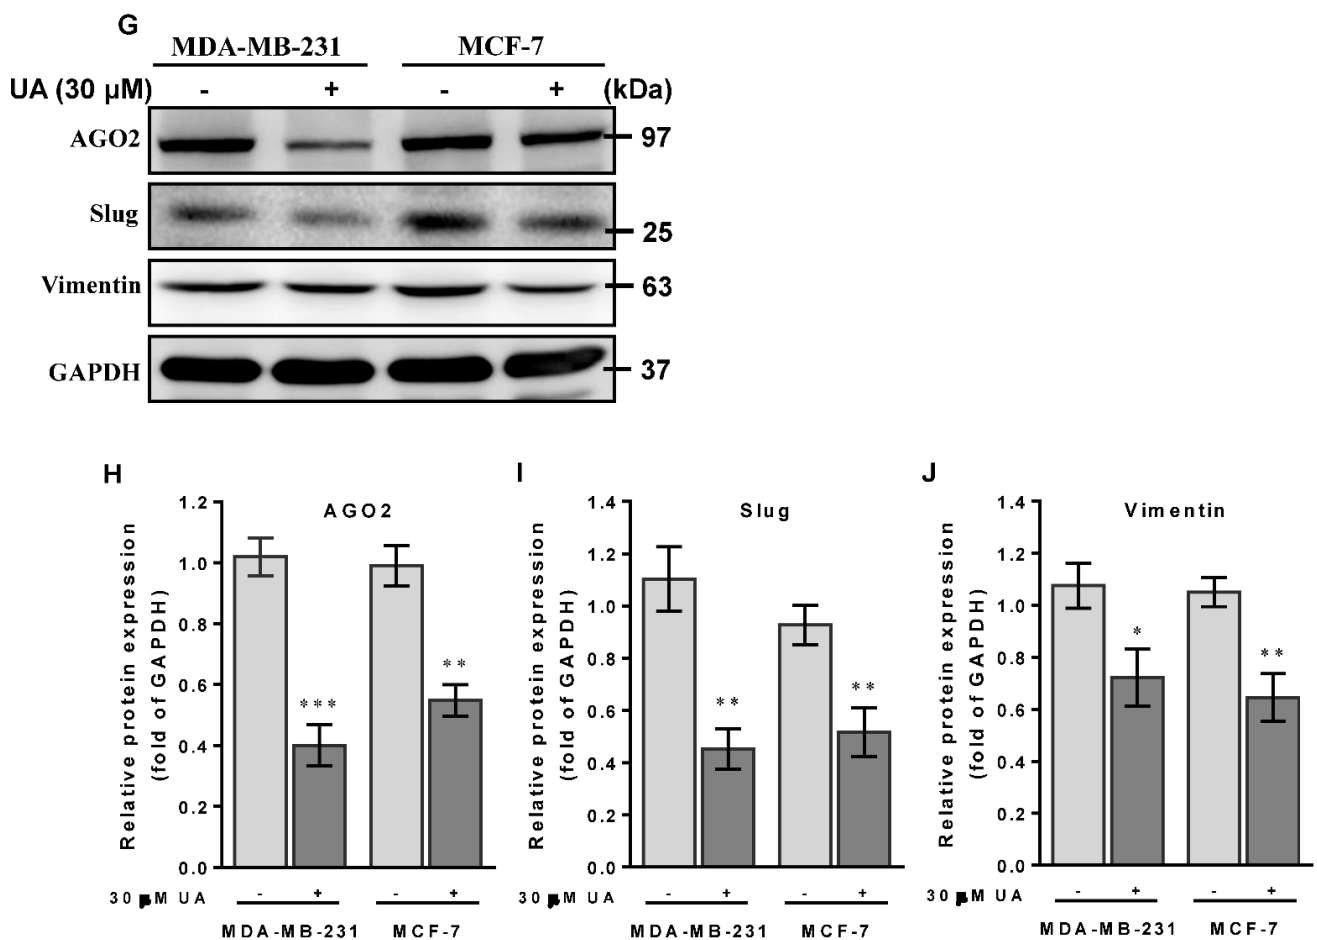 G
MDA-MB-231 MCF-7
UA (30 μM) - + - + (kDa)
AGO2 97
Slug 25
Vimentin 63
GAPDH 37
H I J
AGO2
Relative protein expression
(fold of GAPDH)
1.2
1.0
0.8
0.6
0.4
0.2
0.0
***
**
30 μM UA - + - +
MDA-MB-231 MCF-7
Slug
Relative protein expression
(fold of GAPDH)
1.4
1.2
1.0
0.8
0.6
0.4
0.2
0.0
**
**
30 μM UA - + - +
MDA-MB-231 MCF-7
Vimentin
Relative protein expression
(fold of GAPDH)
1.4
1.2
1.0
0.8
0.6
0.4
0.2
0.0
*
**
30 μM UA - + - +
MDA-MB-231 MCF-7